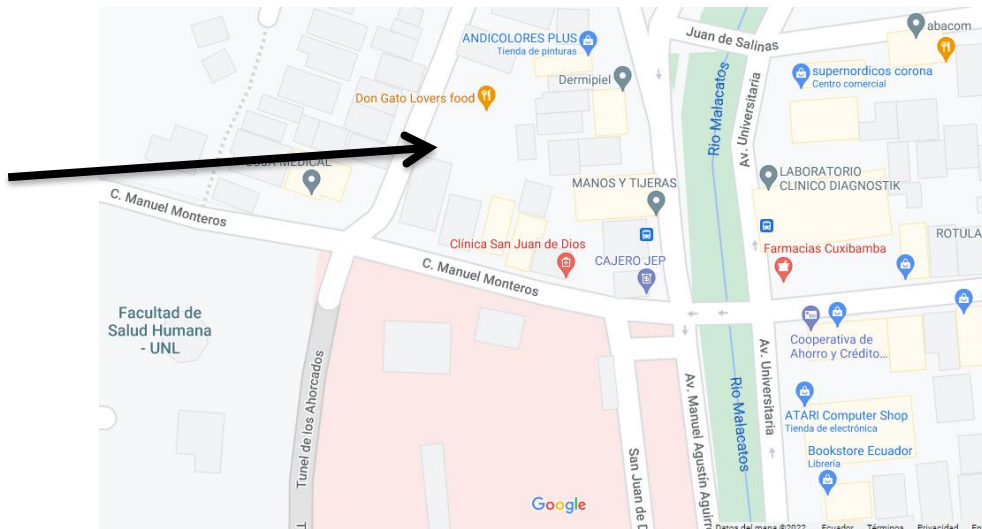 abacom
Juan de Salinas
ANDICOLORES PLUS
Tienda de pinturas
supernordicos corona
Centro comercial
Dermipiel
Rio Malacatos
Av. Universitaria
Don Gato Lovers food
MEDICAL
LABORATORIO
CLINICO DIAGNOSTIK
MANOS Y TIJERAS
C. Manuel Monteros
ROTULA
Clínica San Juan de Dios
Farmacias Cuxibamba
CAJERO JEP
C. Manuel Monteros
Facultad de
Salud Humana
- UNL
Cooperativa de
Ahorro y Crédito...
Tunel de los Ahorcados
Av. Manuel Agustín Aguirr
Rio Malacatos
Av. Universitaria
ATARI Computer Shop
Tienda de electrónica
Bookstore Ecuador
Librería
San Juan de D
Google
Datos del mapa ©2022 Ecuador Términos Privacidad En